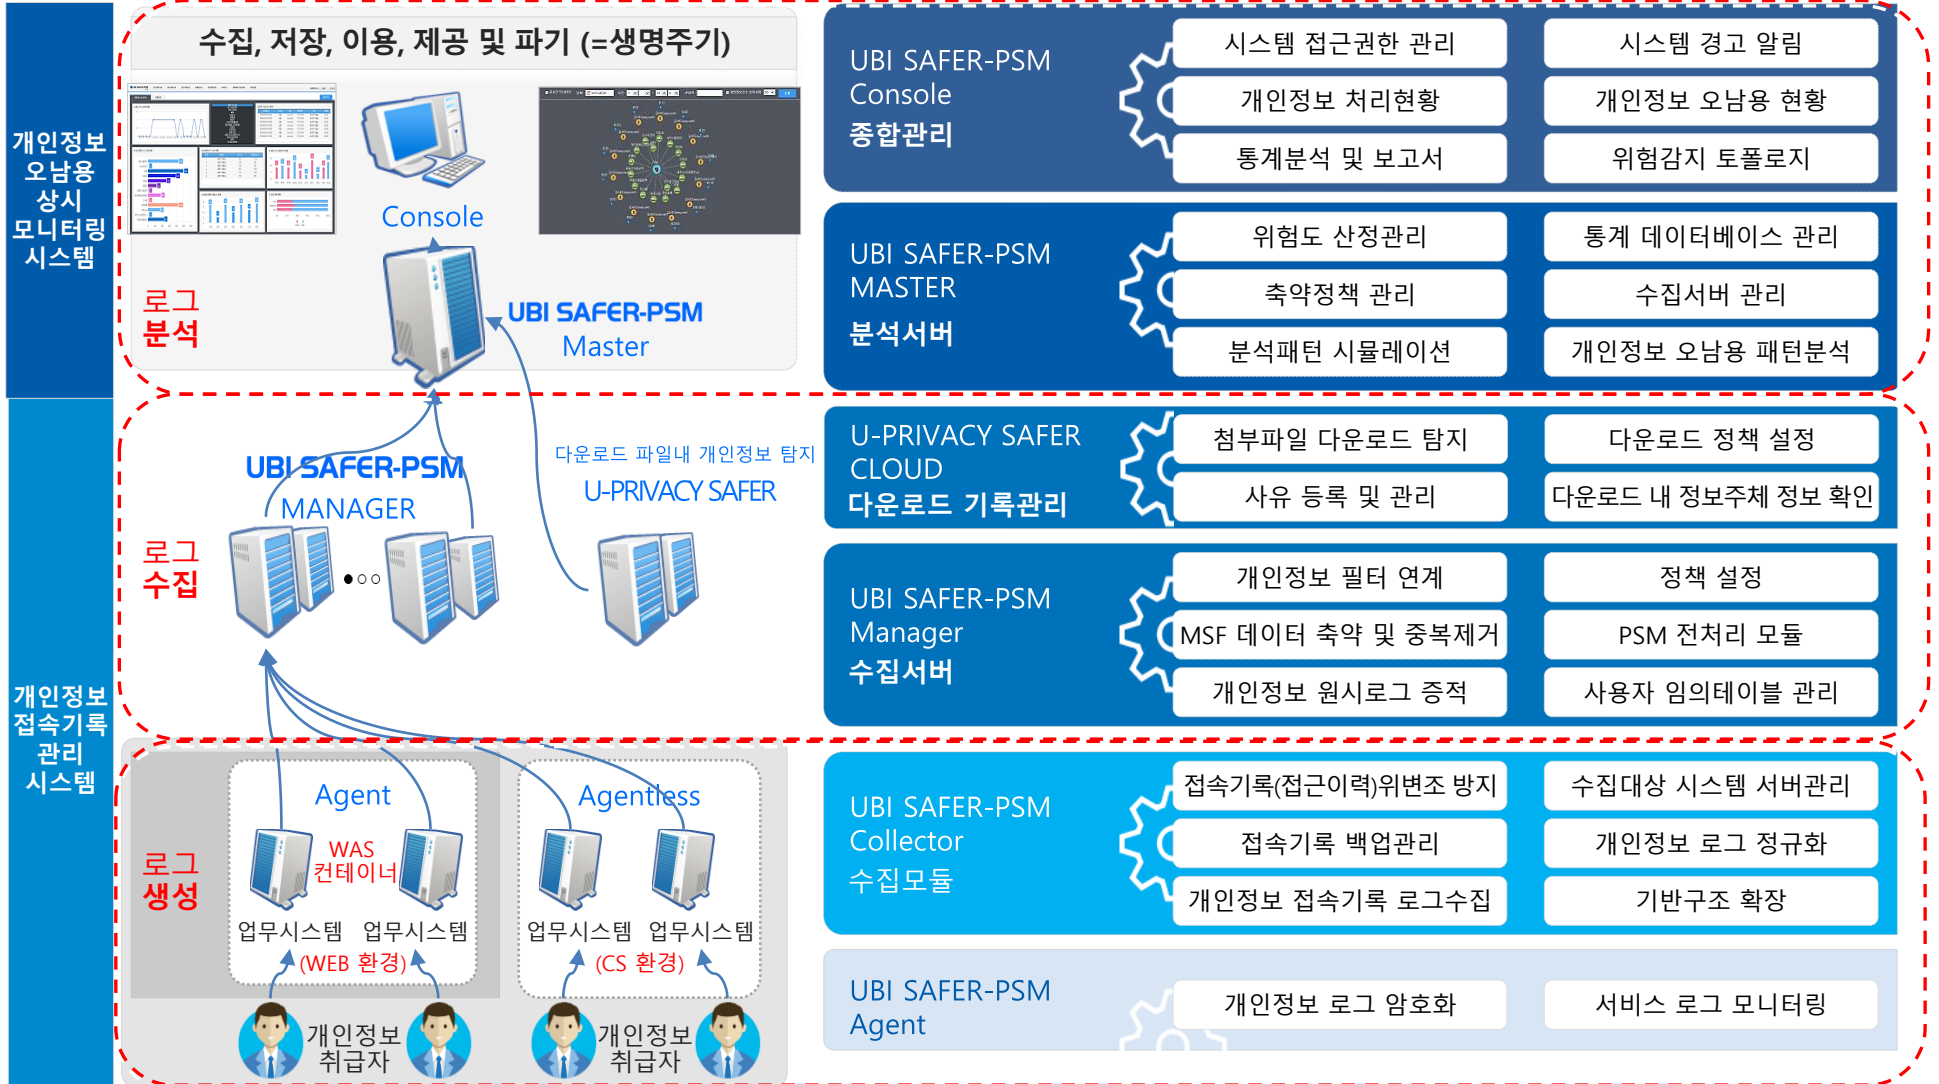 개인정보
오남용
상시
모니터링
시스템
개인정보
접속기록
관리
시스템
수집, 저장, 이용, 제공 및 파기 (=생명주기)
Console
로그
분석
UBI SAFER-PSM
Master
다운로드 파일내 개인정보 탐지
U-PRIVACY SAFER
UBI SAFER-PSM
MANAGER
로그
수집
Agent
Agentless
WAS
컨테이너
로그
생성
업무시스템
업무시스템
업무시스템
업무시스템
(WEB 환경)
(CS 환경)
개인정보
취급자
개인정보
취급자
UBI SAFER-PSM
Console
종합관리
시스템 접근권한 관리
시스템 경고 알림
개인정보 처리현황
개인정보 오남용 현황
통계분석 및 보고서
위험감지 토폴로지
UBI SAFER-PSM
MASTER
분석서버
위험도 산정관리
통계 데이터베이스 관리
축약정책 관리
수집서버 관리
분석패턴 시뮬레이션
개인정보 오남용 패턴분석
U-PRIVACY SAFER
CLOUD
다운로드 기록관리
첨부파일 다운로드 탐지
다운로드 정책 설정
사유 등록 및 관리
다운로드 내 정보주체 정보 확인
UBI SAFER-PSM
Manager
수집서버
개인정보 필터 연계
정책 설정
MSF 데이터 축약 및 중복제거
PSM 전처리 모듈
개인정보 원시로그 증적
사용자 임의테이블 관리
UBI SAFER-PSM
Collector
수집모듈
접속기록(접근이력)위변조 방지
수집대상 시스템 서버관리
접속기록 백업관리
개인정보 로그 정규화
개인정보 접속기록 로그수집
기반구조 확장
UBI SAFER-PSM
Agent
개인정보 로그 암호화
서비스 로그 모니터링